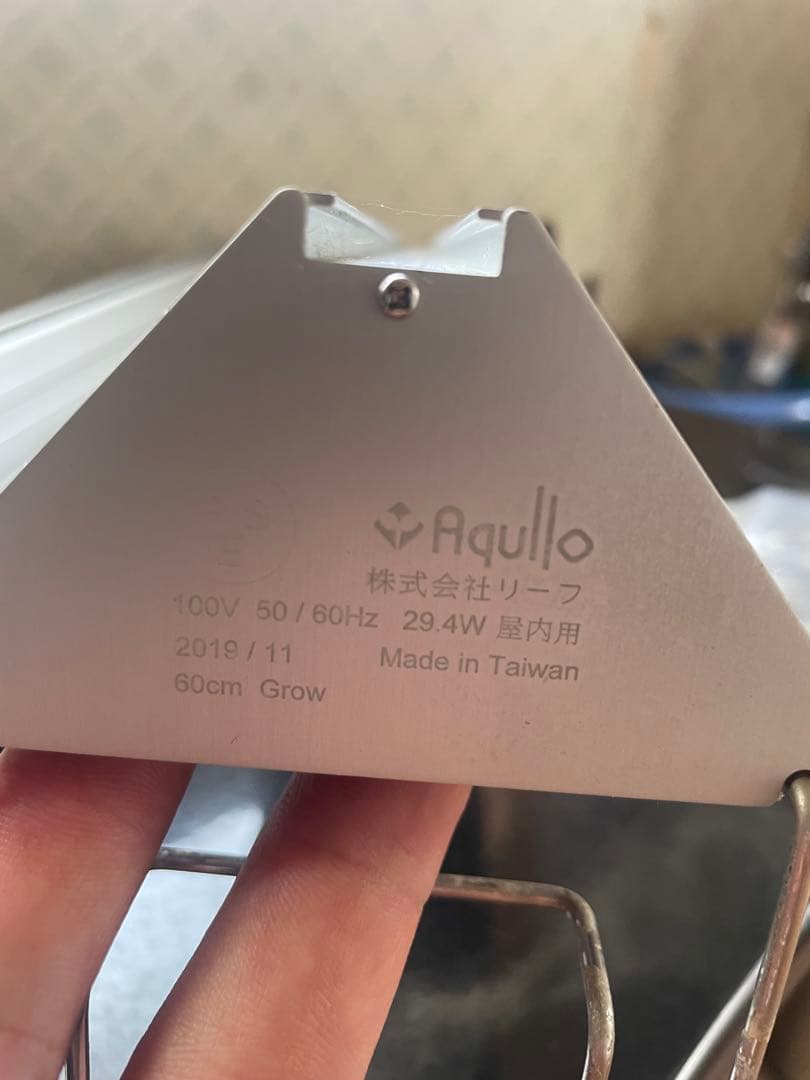 Aqullo
株式会社リーフ
100V 50 / 60Hz 29.4W 屋内用
2019 / 11 Made in Taiwan
60cm Grow